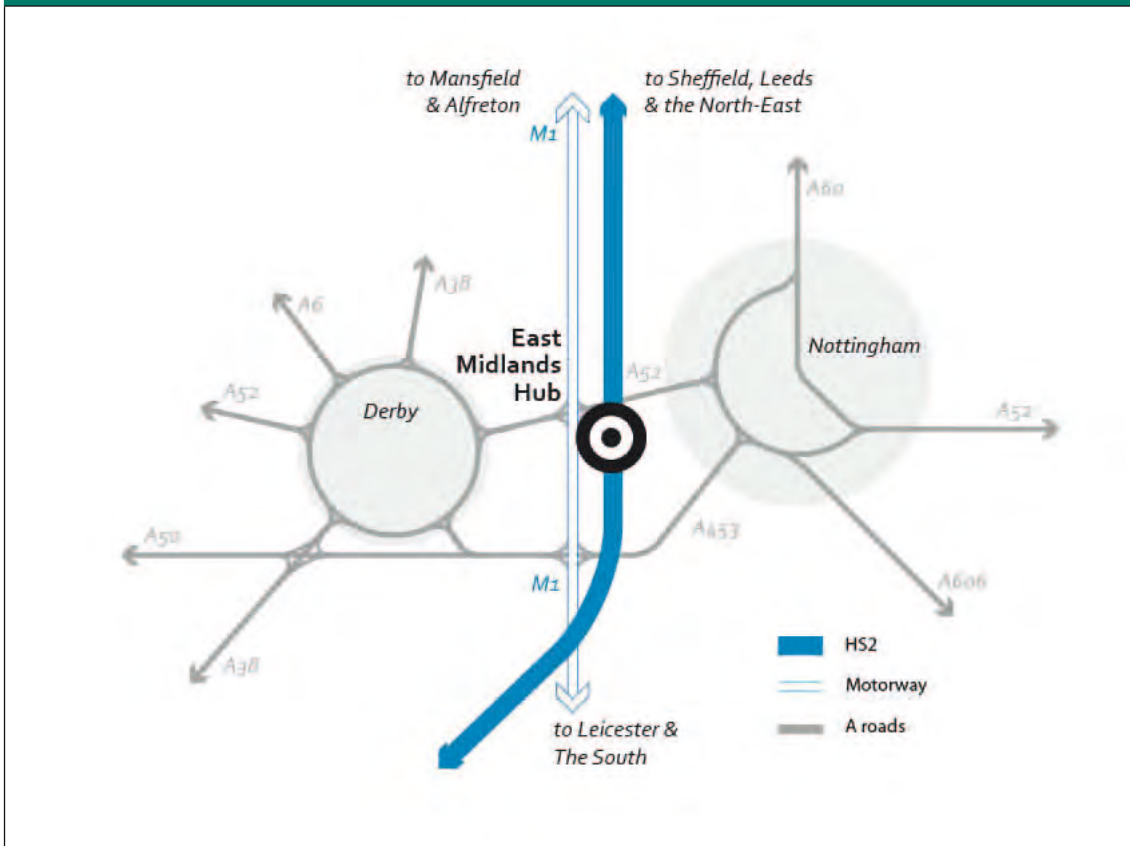 to Mansfield
& Alfreton
to Sheffield, Leeds
& the North-East
M1
A60
A38
A6
East
Midlands
Hub
Nottingham
A52
A52
Derby
A52
A50
A453
M1
A606
A38
HS2
Motorway
A roads
to Leicester &
The South